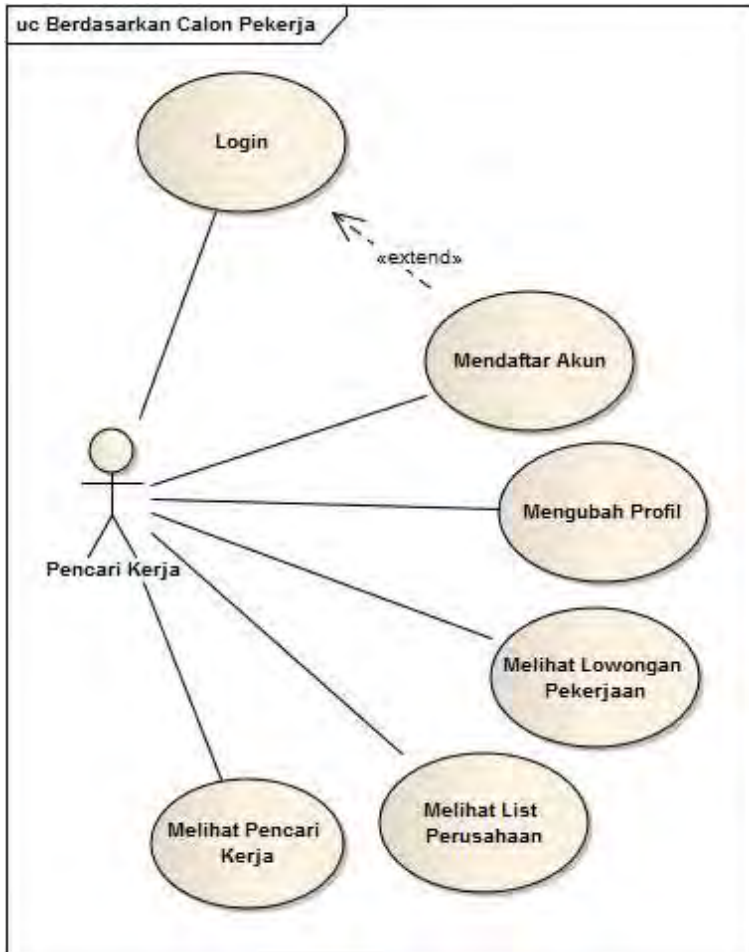 uc Berdasarkan Calon Pekerja
Login
«extend»
Mendaftar Akun
Mengubah Profil
Pencari Kerja
Melihat Lowongan
Pekerjaan
Melihat List
Perusahaan
Melihat Pencari
Kerja